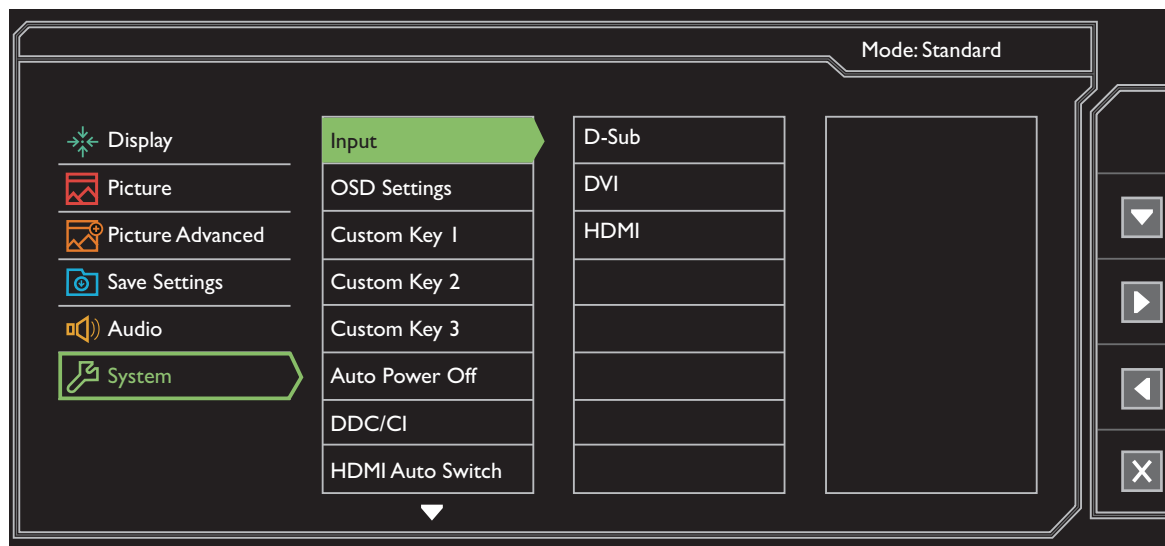 Mode: Standard
Display
Picture
Picture Advanced
Save Settings
Audio
System
Input
OSD Settings
Custom Key 1
Custom Key 2
Custom Key 3
Auto Power Off
DDC/CI
HDMI Auto Switch
D-Sub
DVI
HDMI